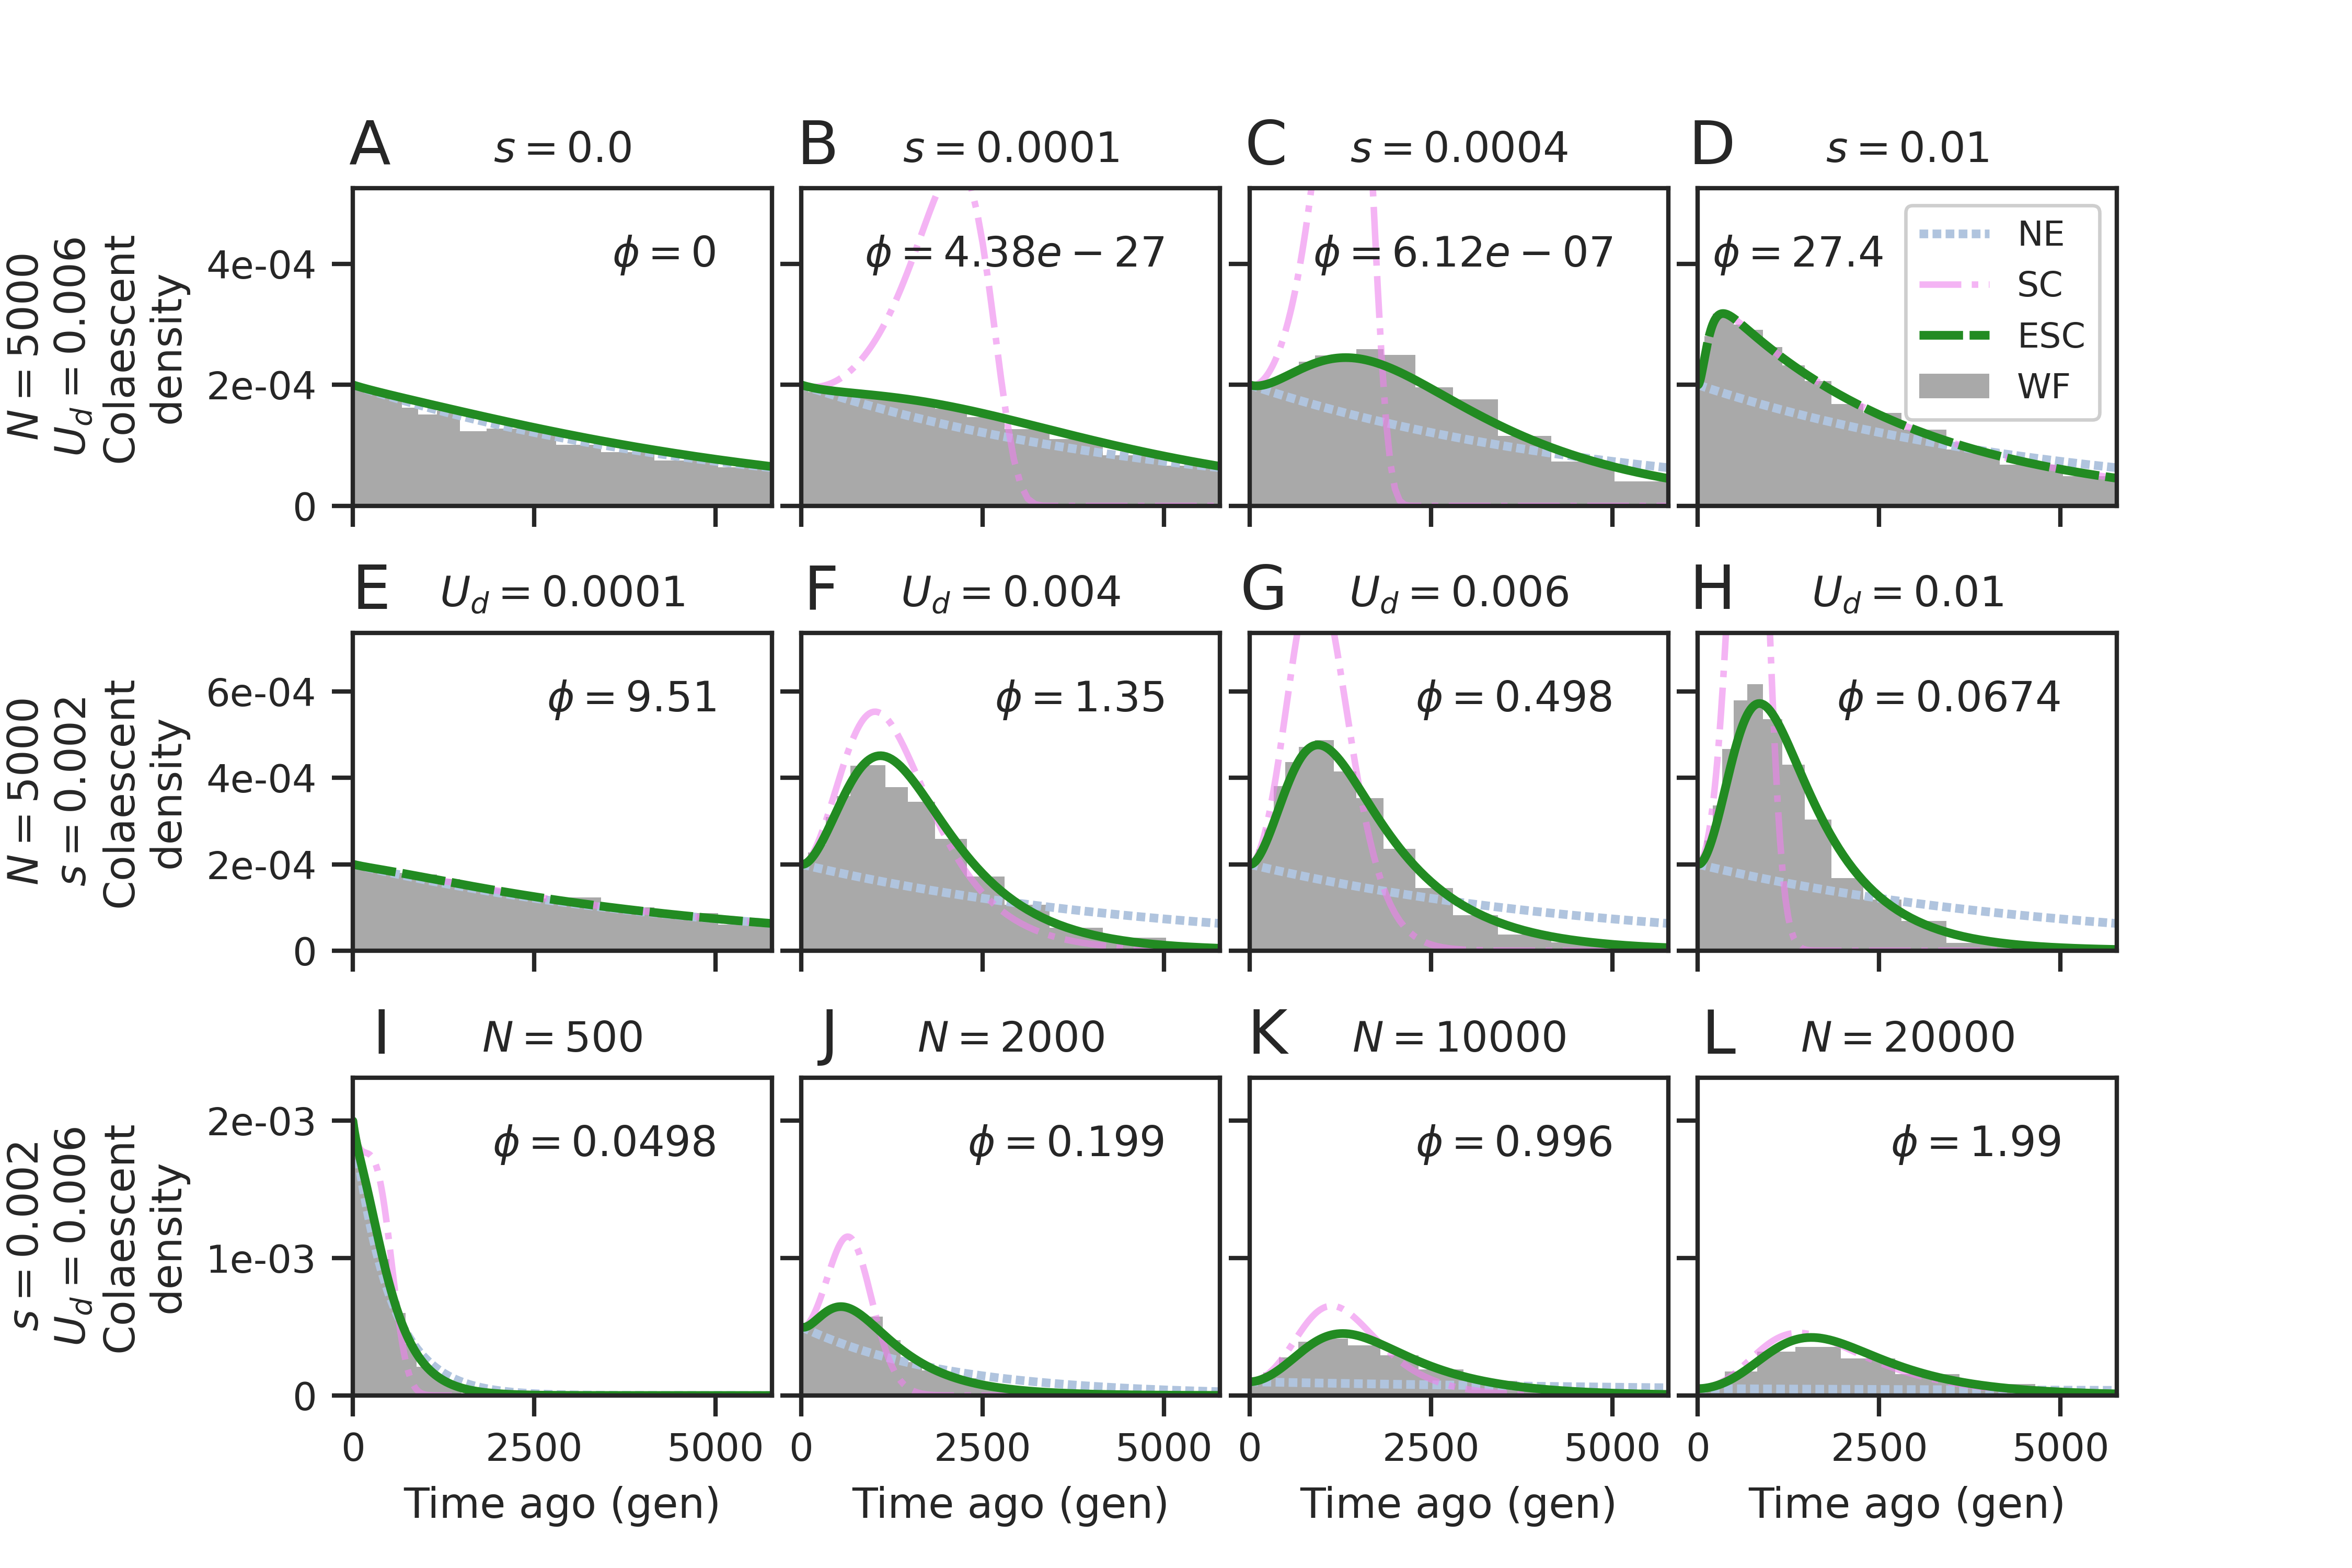 A
s = 0.0
B
s = 0.0001
C
s = 0.0004
D
s = 0.01
N = 5000
U_d = 0.006
Colaescent
density
4e-04
2e-04
0
ϕ = 0
ϕ = 4.38e − 27
ϕ = 6.12e − 07
ϕ = 27.4
NE
SC
ESC
WF
E
U_d = 0.0001
F
U_d = 0.004
G
U_d = 0.006
H
U_d = 0.01
N = 5000
s = 0.002
Colaescent
density
6e-04
4e-04
2e-04
0
ϕ = 9.51
ϕ = 1.35
ϕ = 0.498
ϕ = 0.0674
I
N = 500
J
N = 2000
K
N = 10000
L
N = 20000
s = 0.002
U_d = 0.006
Colaescent
density
2e-03
1e-03
0
ϕ = 0.0498
ϕ = 0.199
ϕ = 0.996
ϕ = 1.99
0 2500 5000
0 2500 5000
0 2500 5000
0 2500 5000
Time ago (gen)
Time ago (gen)
Time ago (gen)
Time ago (gen)